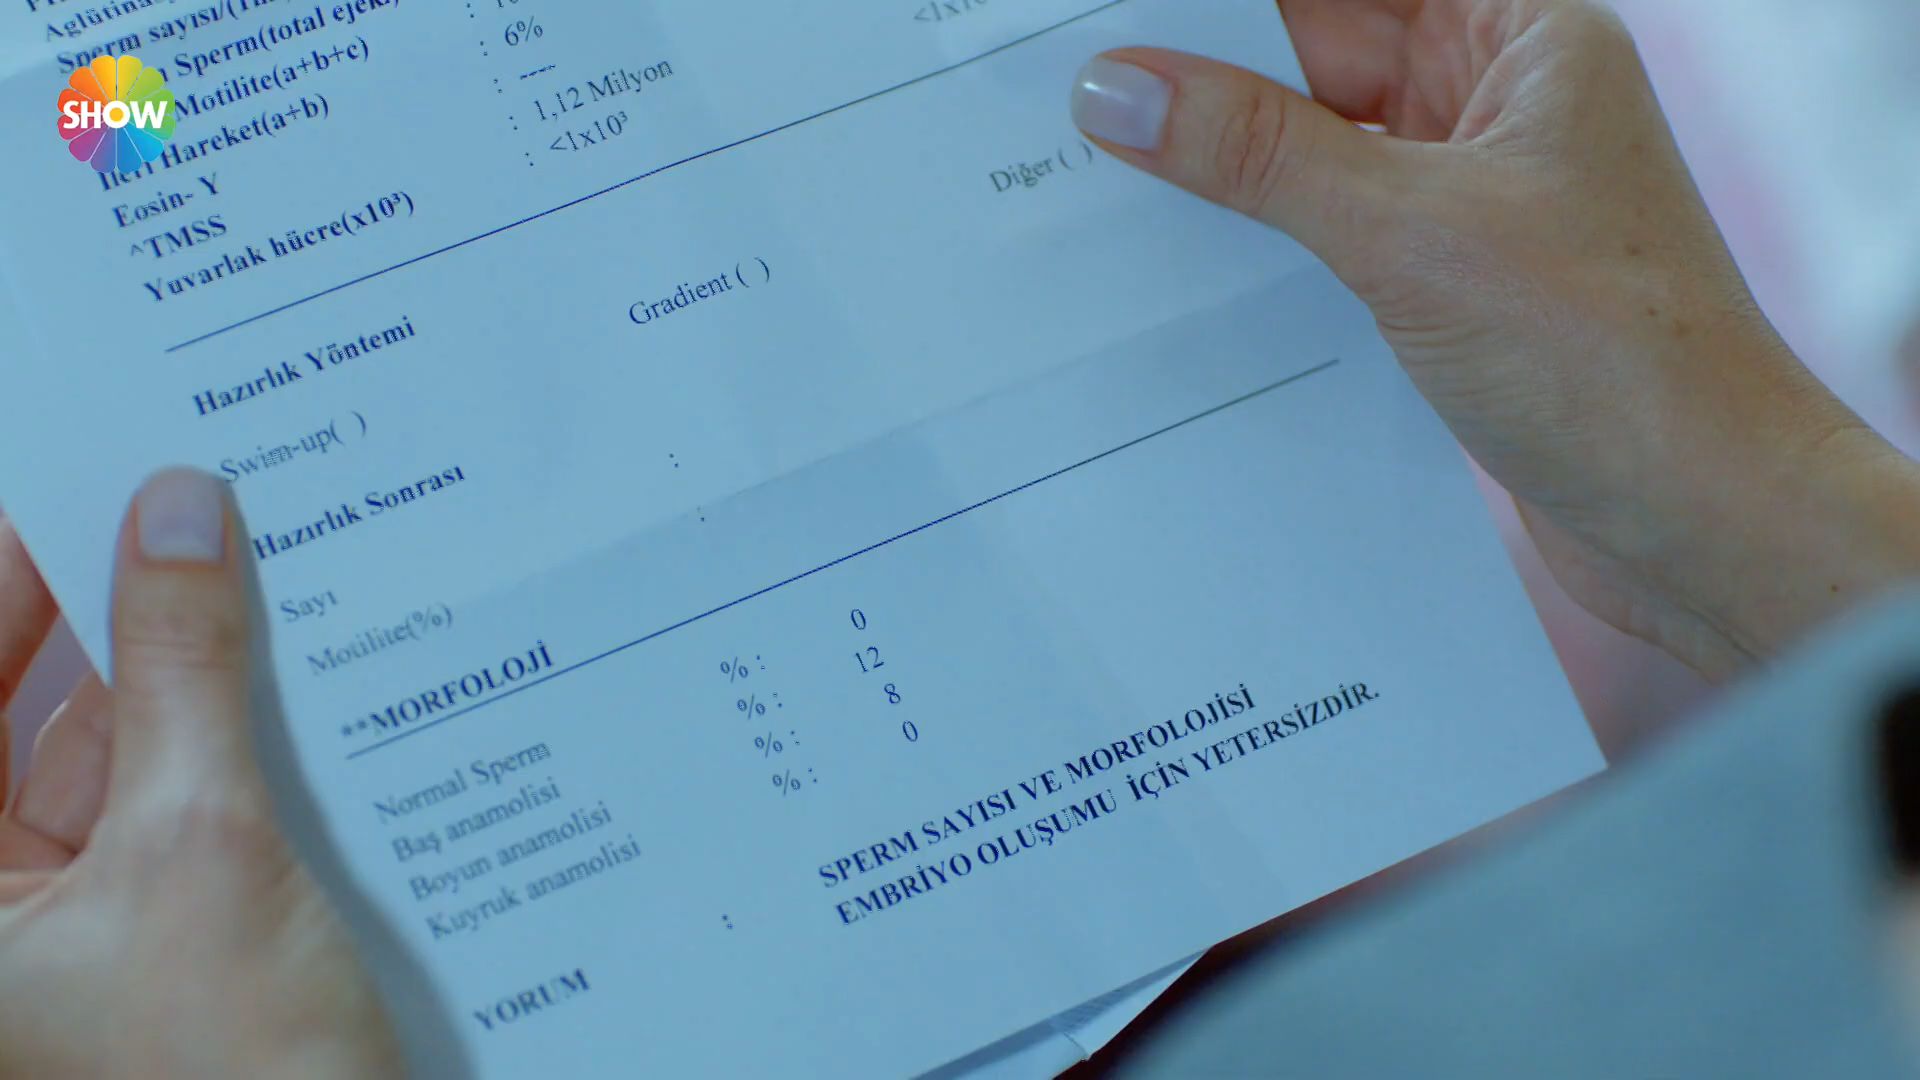 Sperm sayısı/(1m
Sperm(total ejek
Motilite(a+b+c) : 6%
İleri Hareket(a+b) : ----
Eosin- Y : 1,12 Milyon
^TMSS : <1x10³
Yuvarlak hücre(x10³)
Hazırlık Yöntemi
Swim-up( ) Gradient ( ) Diğer ( )
Hazırlık Sonrası
Sayı :
Motilite(%) :
**MORFOLOJİ
Normal Sperm % : 0
Baş anamolisi % : 12
Boyun anamolisi % : 8
Kuyruk anamolisi % : 0
YORUM : SPERM SAYISI VE MORFOLOJİSİ
EMBRİYO OLUŞUMU İÇİN YETERSİZDİR.
SHOW